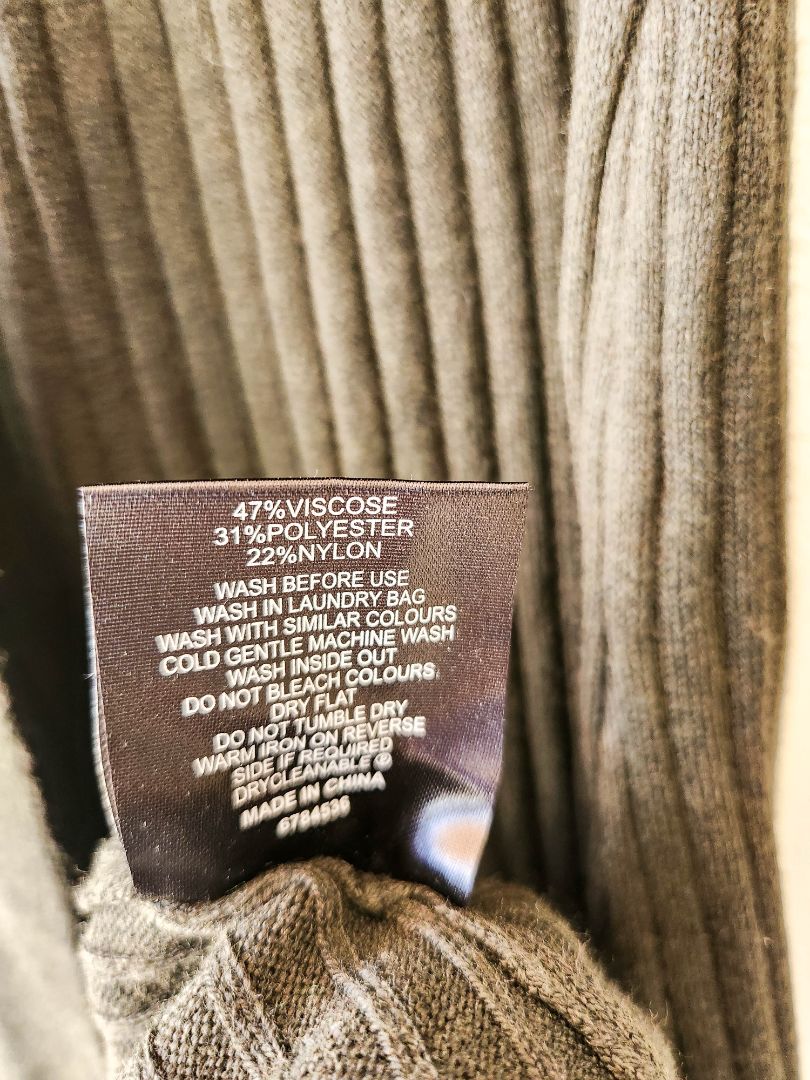 47%VISCOSE
31%POLYESTER
22%NYLON
WASH BEFORE USE
WASH IN LAUNDRY BAG
WASH WITH SIMILAR COLOURS
COLD GENTLE MACHINE WASH
WASH INSIDE OUT
DO NOT BLEACH COLOURS
DRY FLAT
DO NOT TUMBLE DRY
WARM IRON ON REVERSE
SIDE IF REQUIRED
DRYCLEANABLE Ⓟ
MADE IN CHINA
6784536